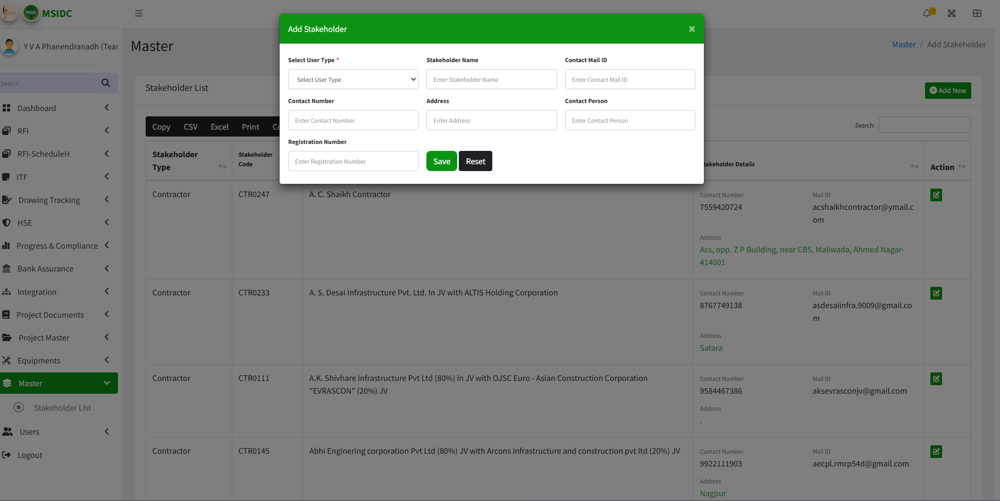 MSIDC
0
Y V A Phanendranadh (Tear
Search
Dashboard
RFI
RFI-ScheduleH
ITF
Drawing Tracking
HSE
Progress & Compliance
Bank Assurance
Integration
Project Documents
Project Master
Equipments
Master
Stakeholder List
Users
Logout
Master
Master / Add Stakeholder
Stakeholder List
Add New
Copy CSV Excel Print Co
Search:
Add Stakeholder
×
Select User Type * Stakeholder Name Contact Mail ID
Select User Type Enter Stakeholder Name Enter Contact Mail ID
Contact Number Address Contact Person
Enter Contact Number Enter Address Enter Contact Person
Registration Number
Enter Registration Number Save Reset
Stakeholder
Type
Stakeholder
Code
takeholder Details
Action
Contractor CTR0247 A. C. Shaikh Contractor
Contact Number Mail ID
7559420724 acshaikhcontractor@ymail.c
om
Address
Acs, opp. Z P Building, near CBS, Maliwada, Ahmed Nagar-
414001
Contractor CTR0233 A. S. Desai Infrastructure Pvt. Ltd. In JV with ALTIS Holding Corporation
Contact Number Mail ID
8767749138 asdesaiinfra.9009@gmail.co
m
Address
Satara
Contractor CTR0111 A.K. Shivhare Infrastructure Pvt Ltd (80%) in JV with OJSC Euro - Asian Construction Corporation
"EVRASCON" (20%) JV
Contact Number Mail ID
9584467386 aksevrasconjv@gmail.com
Address
.
Contractor CTR0145 Abhi Enginering corporation Pvt Ltd (80%) JV with Arcons infrastructure and construction pvt ltd (20%) JV
Contact Number Mail ID
9922111903 aecpl.rmrp54d@gmail.com
Address
Nagpur